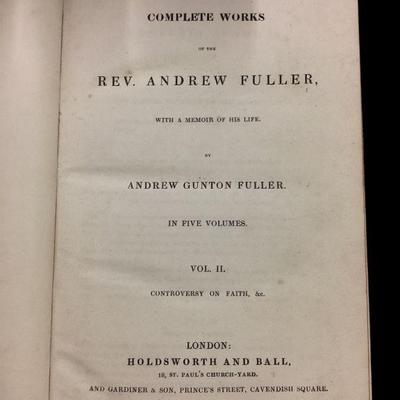 COMPLETE WORKS
OF THE
REV. ANDREW FULLER,
WITH A MEMOIR OF HIS LIFE.
BY
ANDREW GUNTON FULLER.
IN FIVE VOLUMES.
VOL. II.
CONTROVERSY ON FAITH, &c.
LONDON:
HOLDSWORTH AND BALL,
18, ST. PAUL'S CHURCH-YARD.
AND GARDINER & SON, PRINCE'S STREET, CAVENDISH SQUARE.